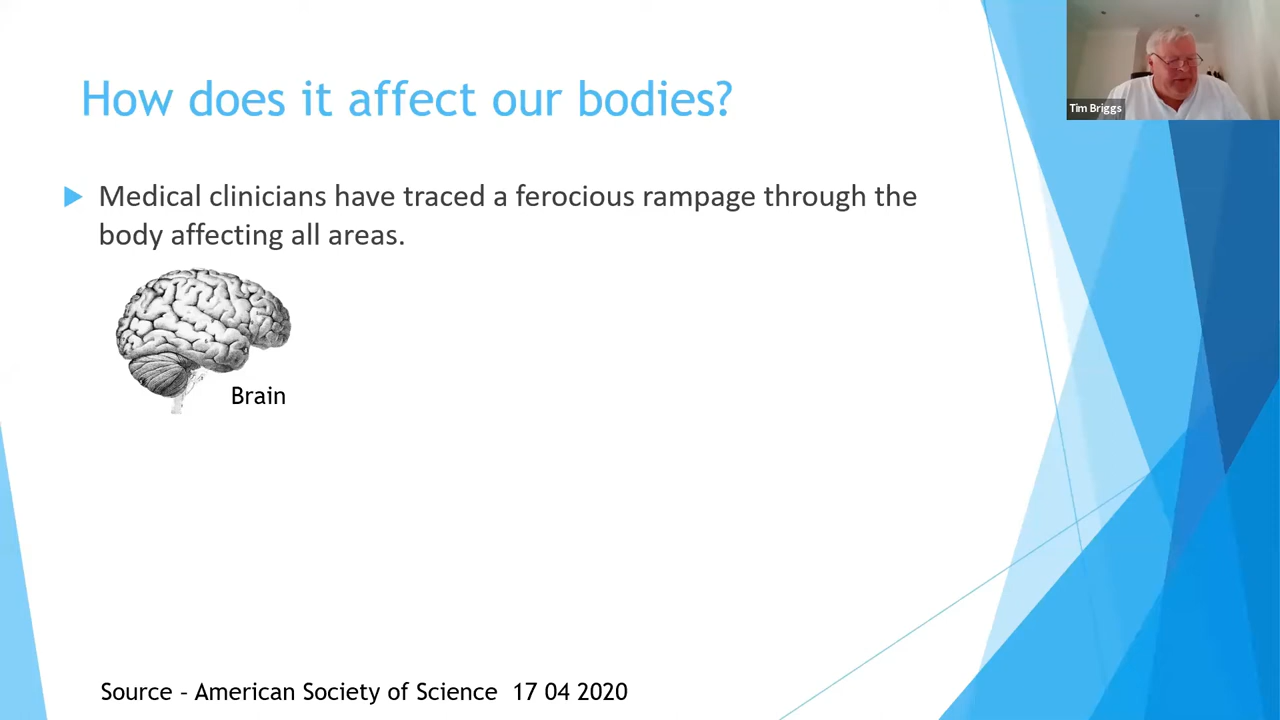 How does it affect our bodies?
Tim Briggs
Medical clinicians have traced a ferocious rampage through the
body affecting all areas.
Brain
Source - American Society of Science 17 04 2020